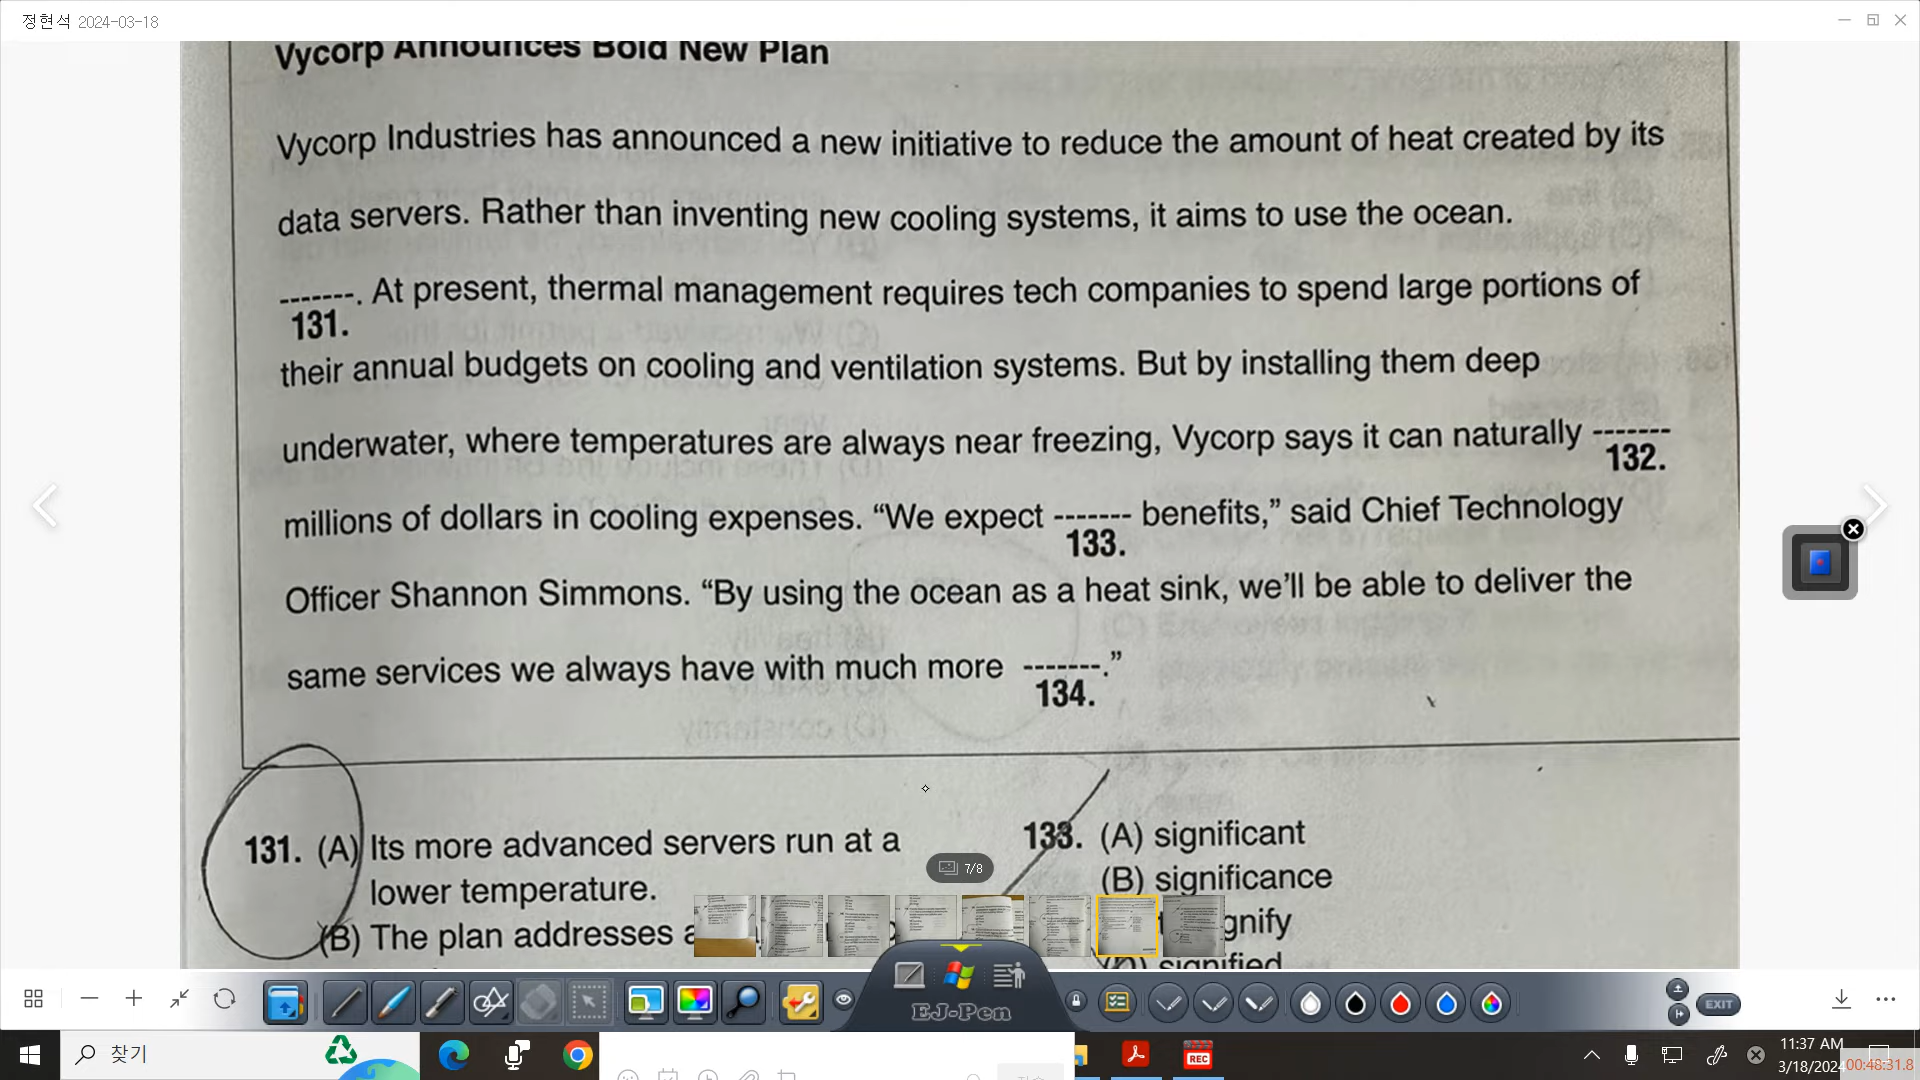 정현석 2024-03-18
Vycorp Announces Bold New Plan
Vycorp Industries has announced a new initiative to reduce the amount of heat created by its
data servers. Rather than inventing new cooling systems, it aims to use the ocean.
-------. At present, thermal management requires tech companies to spend large portions of
131.
their annual budgets on cooling and ventilation systems. But by installing them deep
underwater, where temperatures are always near freezing, Vycorp says it can naturally -------
132.
millions of dollars in cooling expenses. “We expect ------- benefits,” said Chief Technology
133.
Officer Shannon Simmons. “By using the ocean as a heat sink, we’ll be able to deliver the
same services we always have with much more -------.”
134.
131. (A) Its more advanced servers run at a
lower temperature.
(B) The plan addresses a
133. (A) significant
(B) significance
gnify
(D) signified
7/8
EJ-Pen
EXIT
찾기
REC
11:37 AM
3/18/2024
00:48:31.8